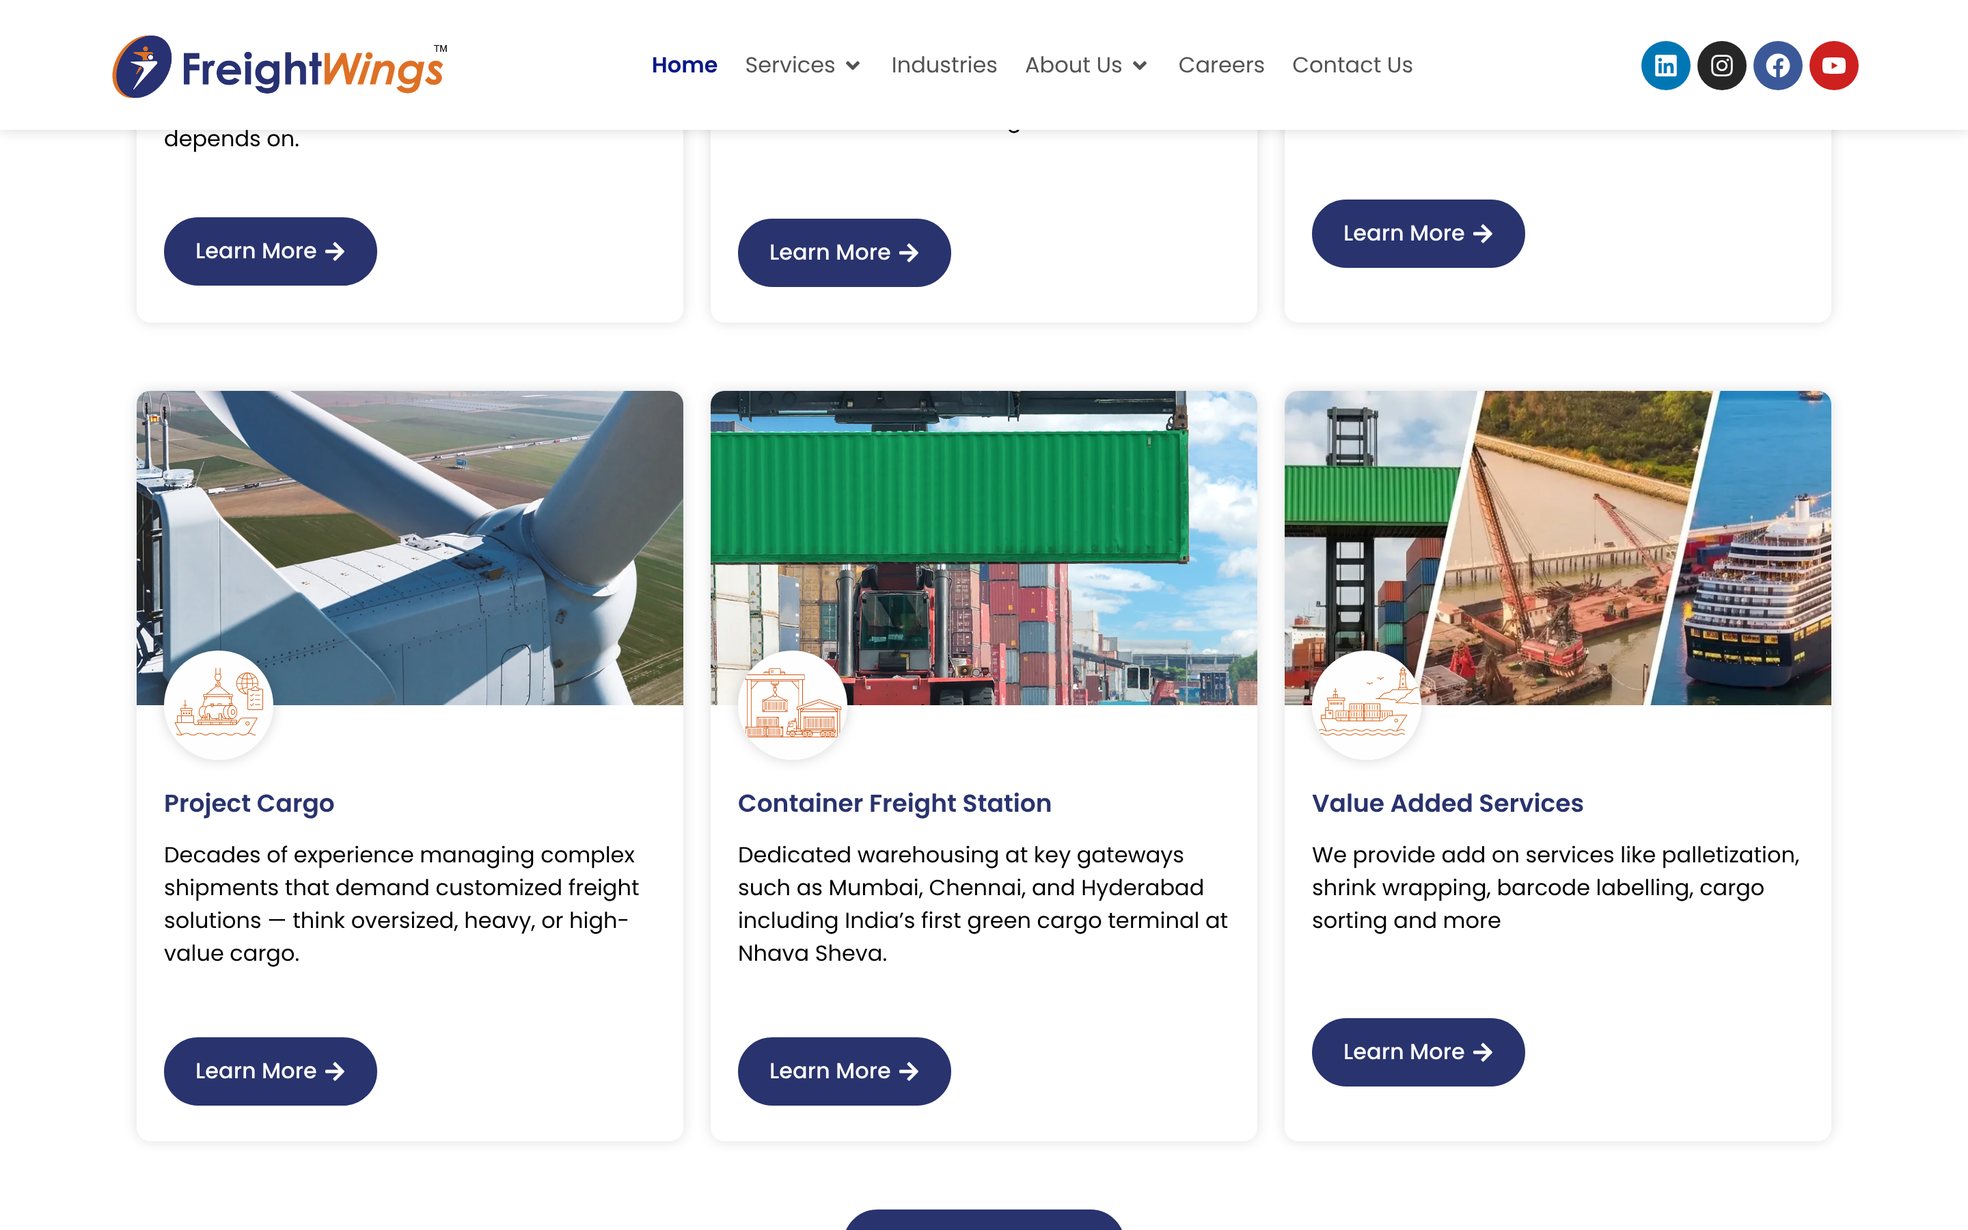 FreightWings™
Home
Services
Industries
About Us
Careers
Contact Us
depends on.
Learn More
Learn More
Learn More
Project Cargo
Decades of experience managing complex
shipments that demand customized freight
solutions — think oversized, heavy, or high-
value cargo.
Learn More
Container Freight Station
Dedicated warehousing at key gateways
such as Mumbai, Chennai, and Hyderabad
including India’s first green cargo terminal at
Nhava Sheva.
Learn More
Value Added Services
We provide add on services like palletization,
shrink wrapping, barcode labelling, cargo
sorting and more
Learn More